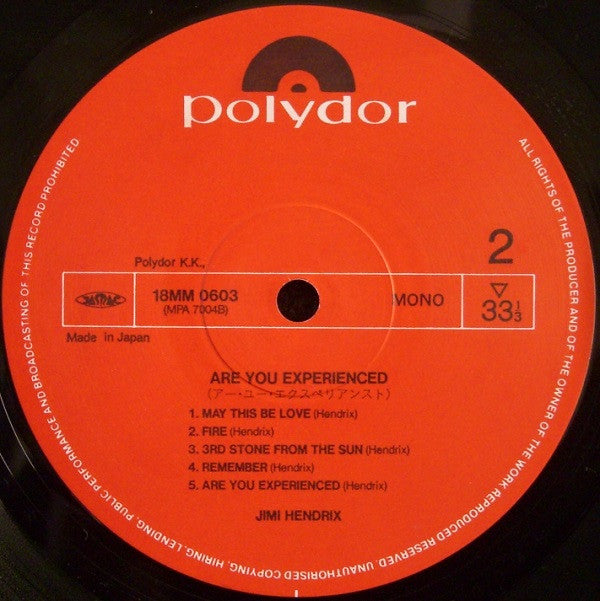 polydor
2
Polydor K.K.,
JASRAC
18MM 0603
(MPA 7004B)
MONO
▽
33 1/3
Made in Japan
ARE YOU EXPERIENCED
(アー・ユー・エクスペリアンスト)
1. MAY THIS BE LOVE (Hendrix)
2. FIRE (Hendrix)
3. 3RD STONE FROM THE SUN (Hendrix)
4. REMEMBER (Hendrix)
5. ARE YOU EXPERIENCED (Hendrix)
JIMI HENDRIX
ALL RIGHTS OF THE PRODUCER AND OF THE OWNER OF THE WORK REPRODUCED RESERVED. UNAUTHORISED COPYING, HIRING, LENDING, PUBLIC PERFORMANCE AND BROADCASTING OF THIS RECORD PROHIBITED